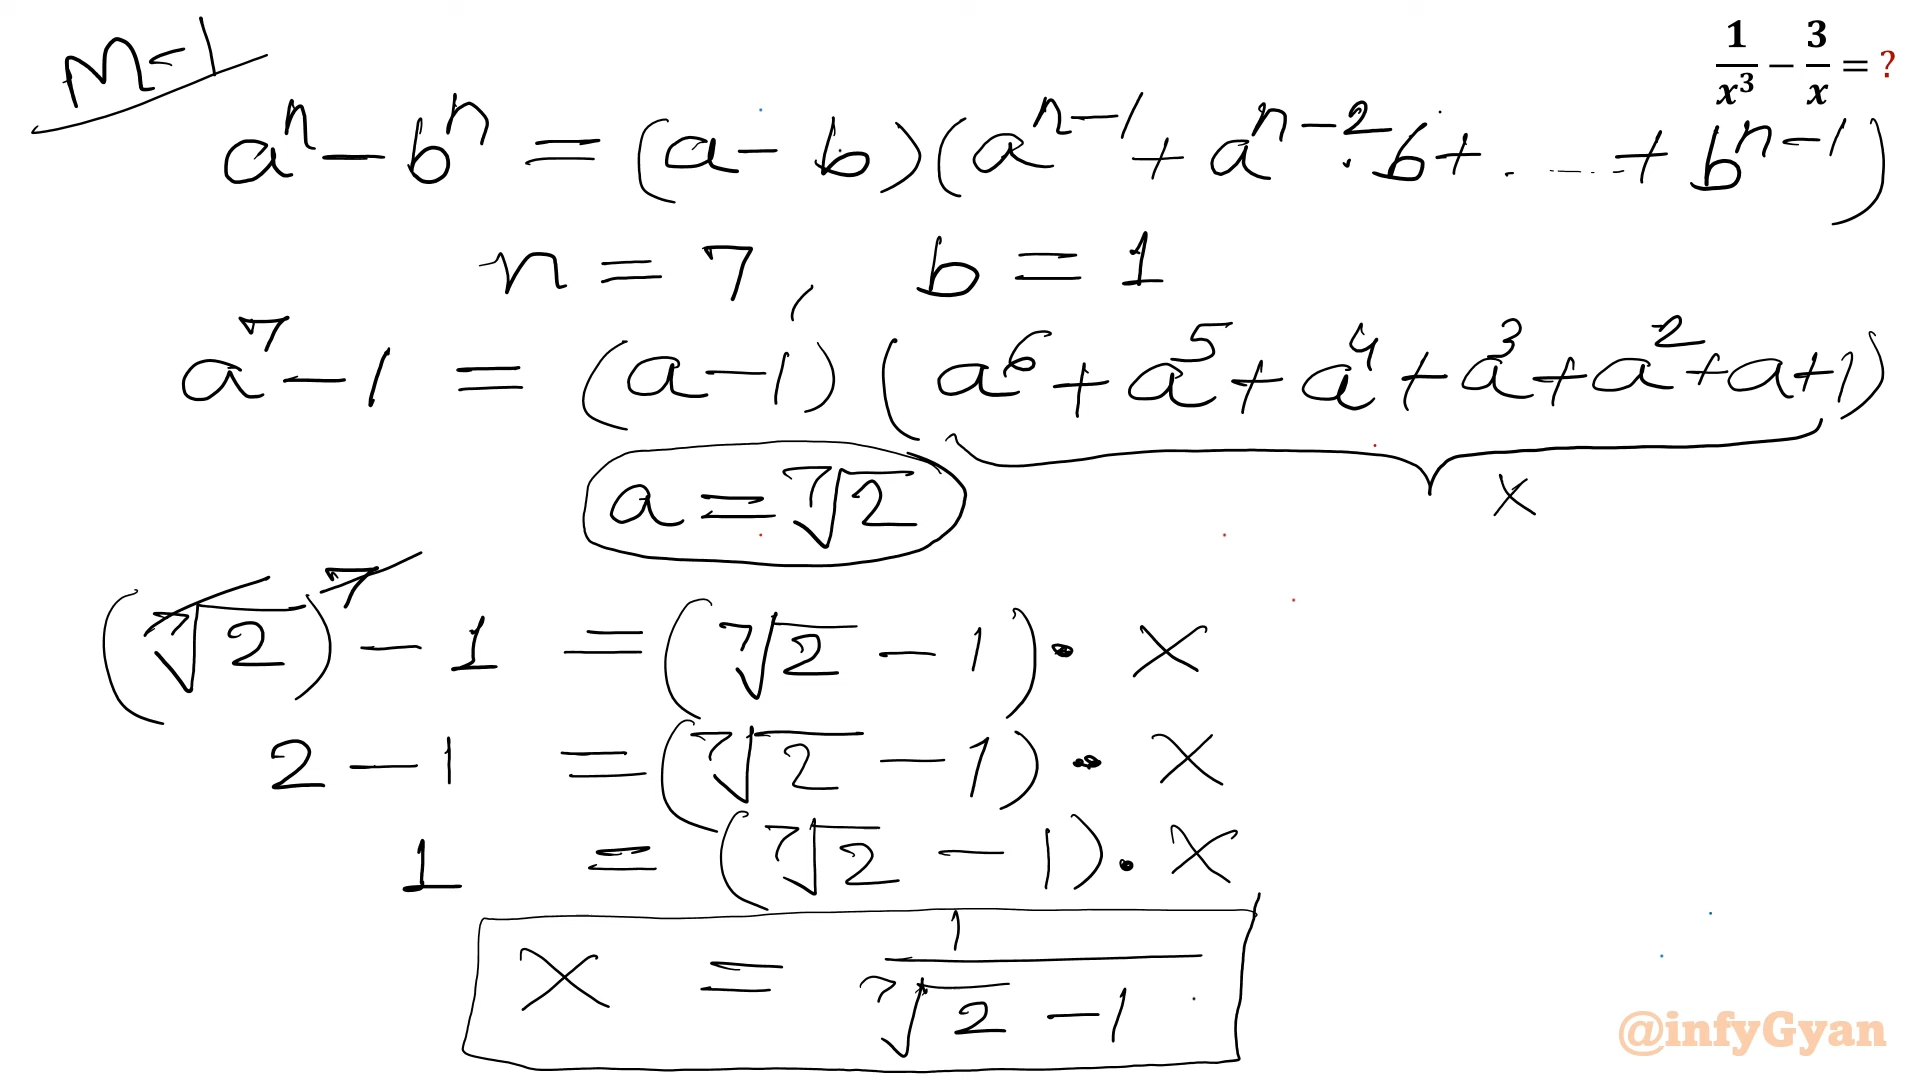 M-1
1/x³ − 3/x = ?
aⁿ − bⁿ = (a − b)(aⁿ⁻¹ + aⁿ⁻²·b + ..... + bⁿ⁻¹)
n = 7, b = 1
a⁷ − 1 = (a − 1)(a⁶ + a⁵ + a⁴ + a³ + a² + a + 1)
a = ⁷√2
x
(⁷√2)⁷ − 1 = (⁷√2 − 1)· x
2 − 1 = (⁷√2 − 1)· x
1 = (⁷√2 − 1)· x
x = 1/(⁷√2 − 1)
@infyGyan